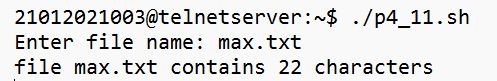 21012021003@telnetserver:~$ ./p4_11.sh
Enter file name: max.txt
file max.txt contains 22 characters